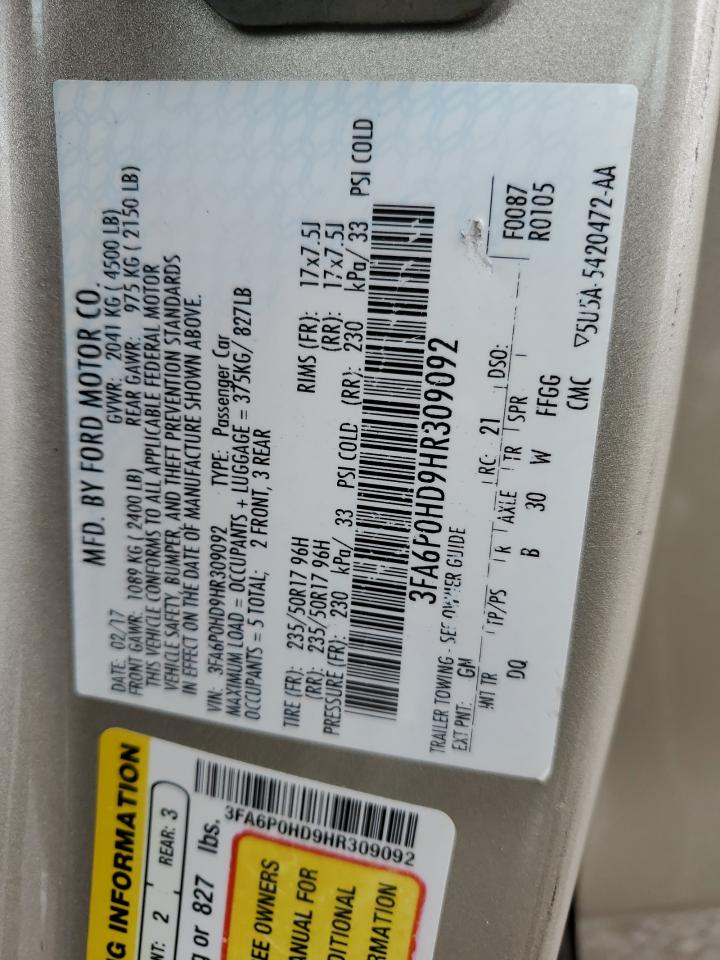 MFD. BY FORD MOTOR CO.
DATE: 02/17 GVWR: 2041 KG ( 4500 LB)
FRONT GAWR: 1089 KG ( 2400 LB) REAR GAWR: 975 KG ( 2150 LB)
THIS VEHICLE CONFORMS TO ALL APPLICABLE FEDERAL MOTOR
VEHICLE SAFETY, BUMPER, AND THEFT PREVENTION STANDARDS
IN EFFECT ON THE DATE OF MANUFACTURE SHOWN ABOVE.
VIN: 3FA6P0HD9HR309092 TYPE: Passenger Car
MAXIMUM LOAD = OCCUPANTS + LUGGAGE = 375KG/ 827LB
OCCUPANTS = 5 TOTAL; 2 FRONT, 3 REAR
TIRE (FR): 235/50R17 96H RIMS (FR): 17x7.5J
(RR): 235/50R17 96H (RR): 17x7.5J
PRESSURE (FR): 230 kPa/ 33 PSI COLD (RR): 230 kPa/ 33 PSI COLD
3FA6P0HD9HR309092
TRAILER TOWING - SEE OWNER GUIDE
EXT PNT: GM RC: 21 DSO: F0087
INT TR TP/PS R AXLE TR SPR R0105
DQ B 30 W FFGG
CMC ▽5U5A-5420472-AA
G INFORMATION
NT: 2 REAR: 3
g or 827 lbs.
3FA6P0HD9HR309092
EE OWNERS
ANUAL FOR
DITIONAL
RMATION